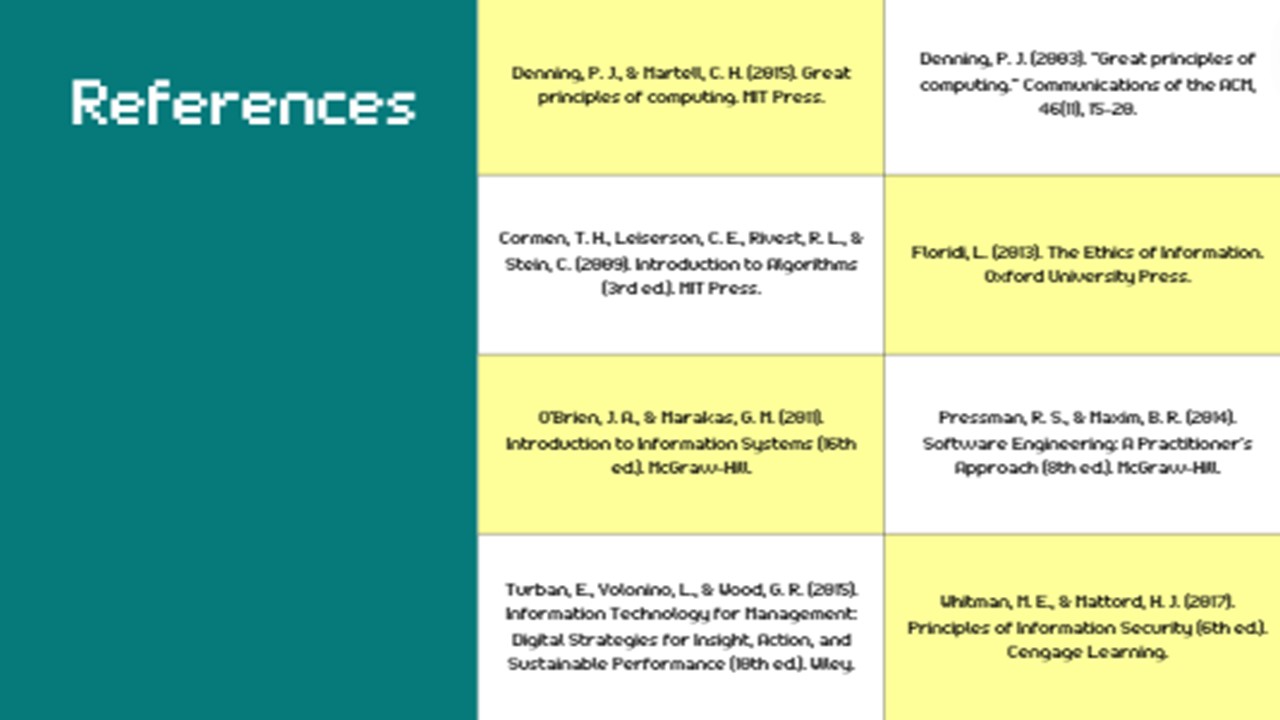 References
Denning, P. J., & Martell, C. H. (2015). Great
principles of computing. MIT Press.
Denning, P. J. (2003). "Great principles of
computing." Communications of the ACM,
46(11), 15-20.
Cormen, T. H., Leiserson, C. E., Rivest, R. L., &
Stein, C. (2009). Introduction to Algorithms
(3rd ed.). MIT Press.
Floridi, L. (2013). The Ethics of Information.
Oxford University Press.
O'Brien, J. A., & Marakas, G. M. (2011).
Introduction to Information Systems (16th
ed.). McGraw-Hill.
Pressman, R. S., & Maxim, B. R. (2014).
Software Engineering: A Practitioner's
Approach (8th ed.). McGraw-Hill.
Turban, E., Volonino, L., & Wood, G. R. (2015).
Information Technology for Management:
Digital Strategies for Insight, Action, and
Sustainable Performance (10th ed.). Wiley.
Whitman, M. E., & Mattord, H. J. (2017).
Principles of Information Security (6th ed.).
Cengage Learning.